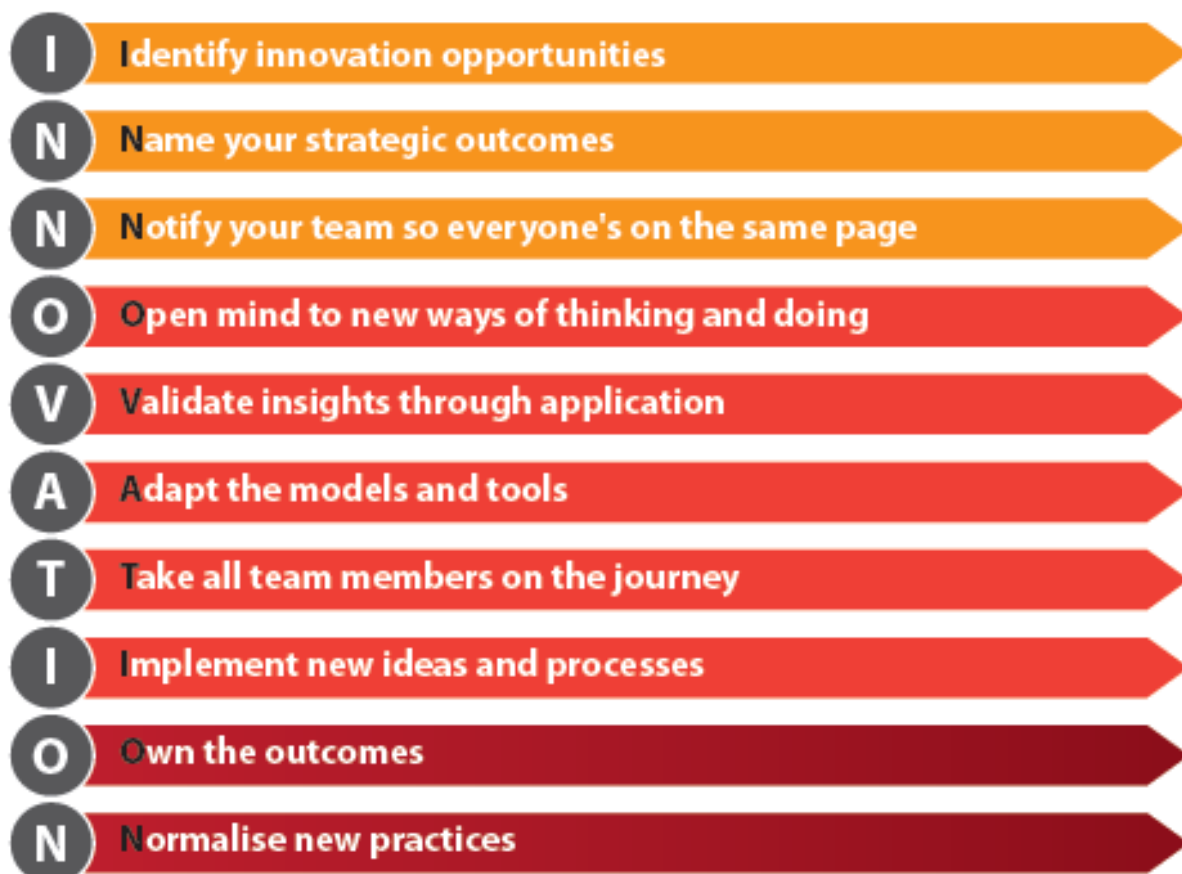 I Identify innovation opportunities
N Name your strategic outcomes
N Notify your team so everyone's on the same page
O Open mind to new ways of thinking and doing
V Validate insights through application
A Adapt the models and tools
T Take all team members on the journey
I Implement new ideas and processes
O Own the outcomes
N Normalise new practices